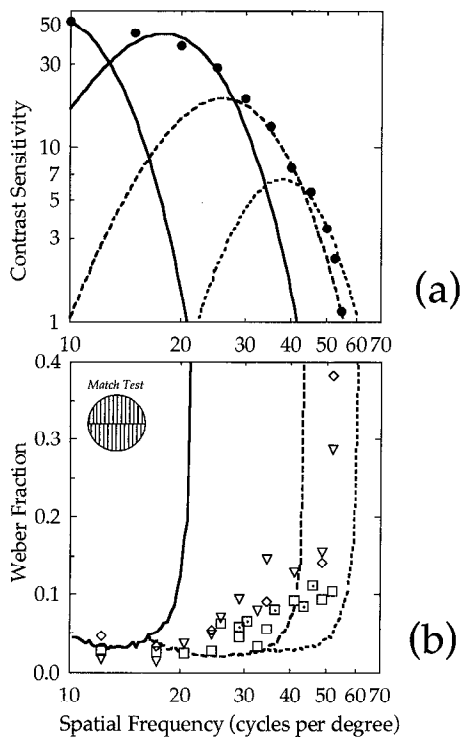 50
30
10
7
5
3
1
Contrast Sensitivity
10 20 30 40 50 60 70
(a)
0.4
0.3
0.2
0.1
0.0
Weber Fraction
Match Test
(b)
10 20 30 40 50 60 70
Spatial Frequency (cycles per degree)